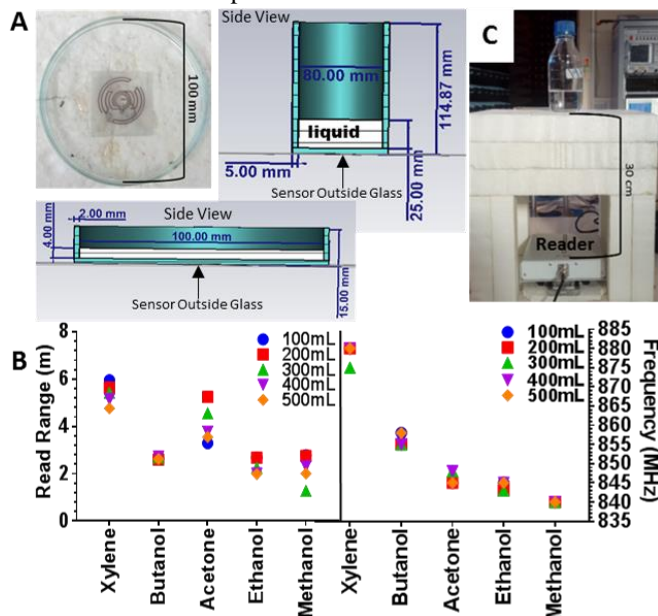 A
100 mm
Side View
80.00 mm
114.87 mm
liquid
5.00 mm
25.00 mm
Sensor Outside Glass
C
30 cm
Reader
Side View
2.00 mm
100.00 mm
4.00 mm
15.00 mm
Sensor Outside Glass
B
Read Range (m)
8
6
4
2
0
100mL
200mL
300mL
400mL
500mL
Xylene
Butanol
Acetone
Ethanol
Methanol
100mL
200mL
300mL
400mL
500mL
Xylene
Butanol
Acetone
Ethanol
Methanol
885
880
875
870
865
860
855
850
845
840
835
Frequency (MHz)